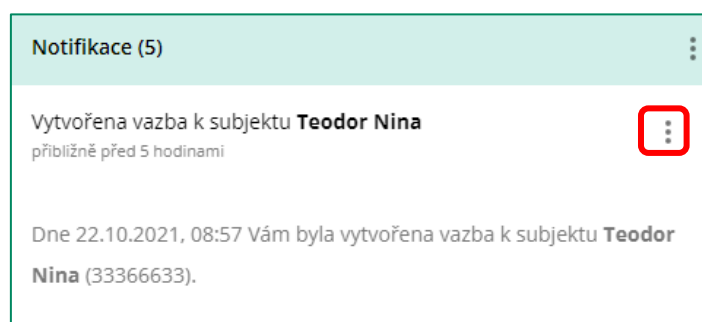 Notifikace (5)
Vytvořena vazba k subjektu Teodor Nina
přibližně před 5 hodinami
Dne 22.10.2021, 08:57 Vám byla vytvořena vazba k subjektu Teodor
Nina (33366633).